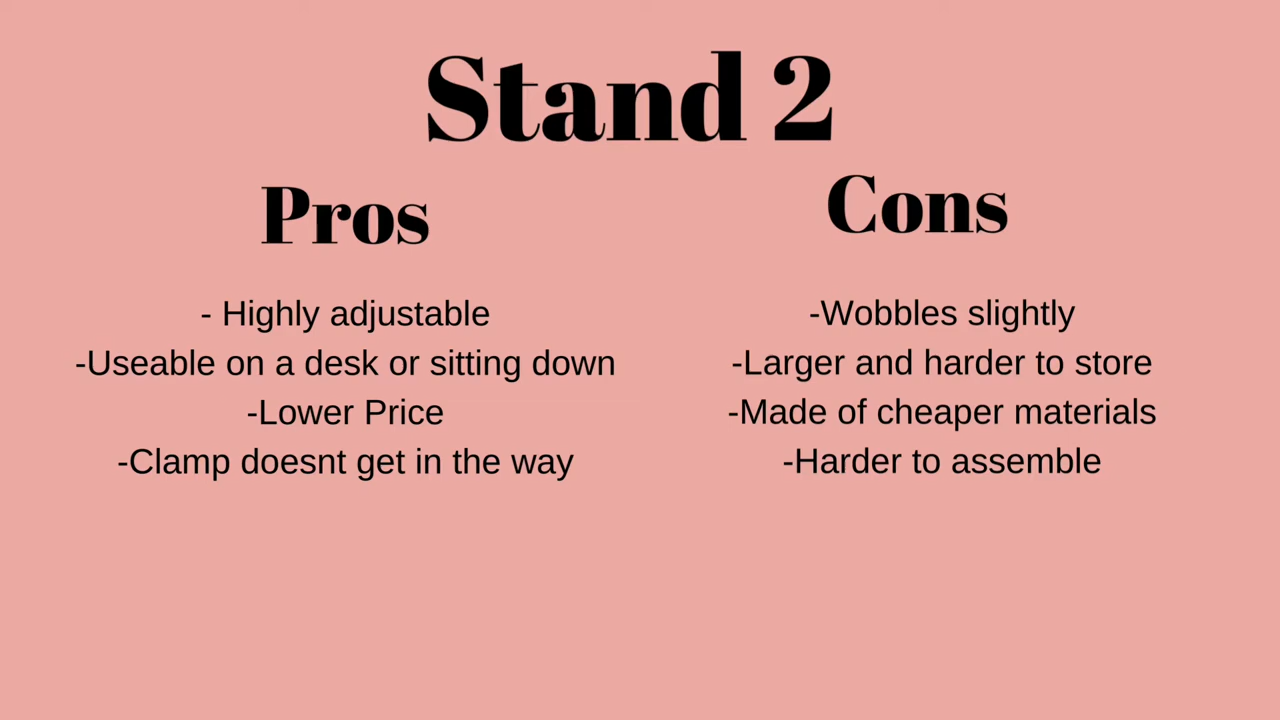 Stand 2
Pros
- Highly adjustable
-Useable on a desk or sitting down
-Lower Price
-Clamp doesnt get in the way
Cons
-Wobbles slightly
-Larger and harder to store
-Made of cheaper materials
-Harder to assemble